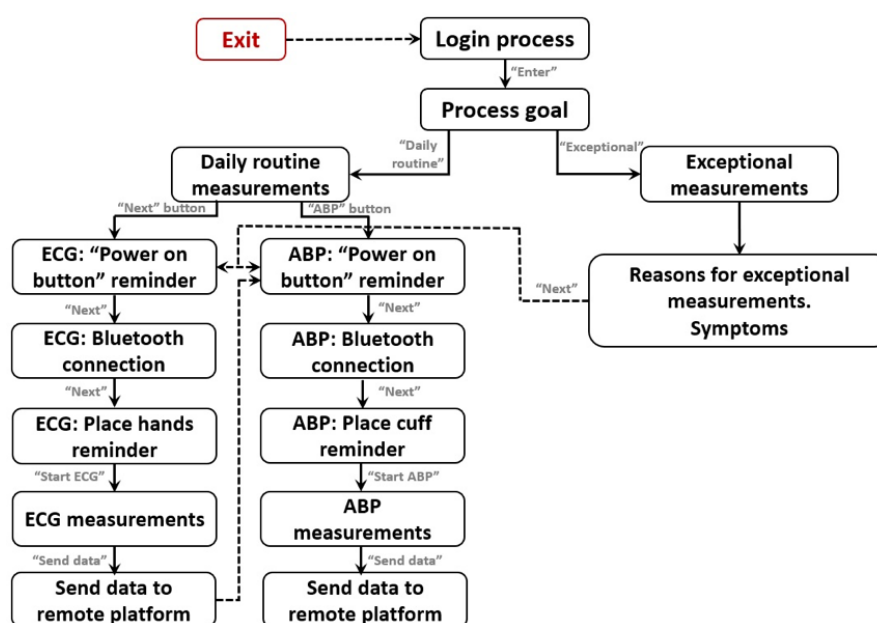 Exit
Login process
“Enter”
Process goal
“Daily
routine”
“Exceptional”
Daily routine
measurements
Exceptional
measurements
“Next” button
“ABP” button
ECG: “Power on
button” reminder
ABP: “Power on
button” reminder
Reasons for exceptional
measurements.
Symptoms
“Next”
“Next”
“Next”
ECG: Bluetooth
connection
ABP: Bluetooth
connection
“Next”
“Next”
ECG: Place hands
reminder
ABP: Place cuff
reminder
“Start ECG”
“Start ABP”
ECG measurements
ABP
measurements
“Send data”
“Send data”
Send data to
remote platform
Send data to
remote platform